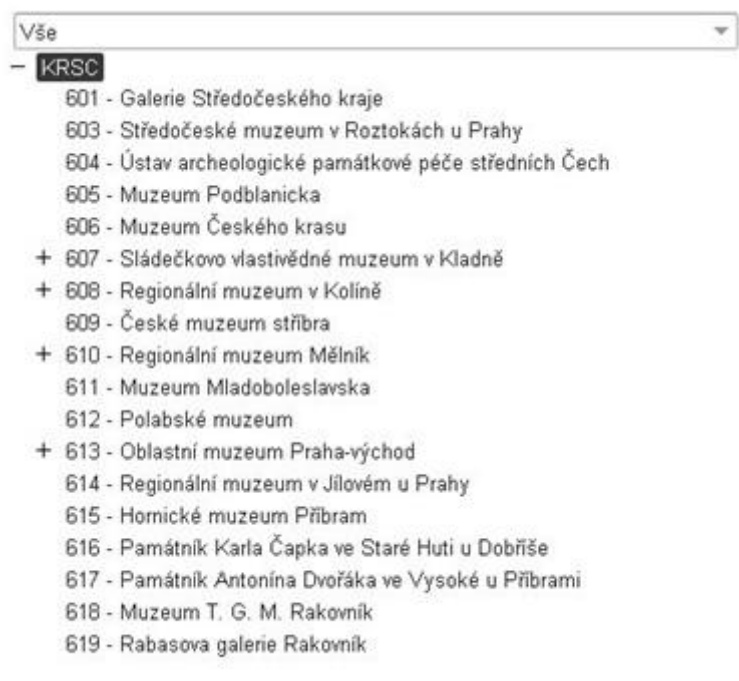 Vše
KRSC
601 - Galerie Středočeského kraje
603 - Středočeské muzeum v Roztokách u Prahy
604 - Ústav archeologické památkové péče středních Čech
605 - Muzeum Podblanicka
606 - Muzeum Českého krasu
607 - Sládečkovo vlastivědné muzeum v Kladně
608 - Regionální muzeum v Kolíně
609 - České muzeum stříbra
610 - Regionální muzeum Mělník
611 - Muzeum Mladoboleslavska
612 - Polabské muzeum
613 - Oblastní muzeum Praha-východ
614 - Regionální muzeum v Jílovém u Prahy
615 - Hornické muzeum Příbram
616 - Památník Karla Čapka ve Staré Huti u Dobříše
617 - Památník Antonína Dvořáka ve Vysoké u Příbrami
618 - Muzeum T. G. M. Rakovník
619 - Rabasova galerie Rakovník